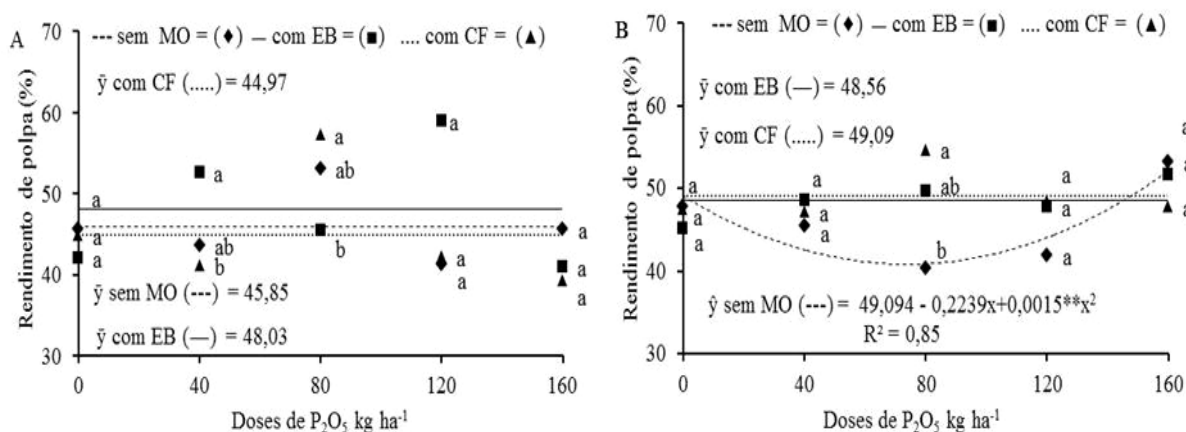 A
70
60
50
40
30
Rendimento de polpa (%)
--- sem MO = (◆) — com EB = (■) .... com CF = (▲)
ȳ com CF (.....) = 44,97
a
a
a
a
ab
b
a
ab
b
a
a
a
a
a
a
ȳ sem MO (---) = 45,85
ȳ com EB (—) = 48,03
0 40 80 120 160
Doses de P₂O₅ kg ha⁻¹
B
70
60
50
40
30
Rendimento de polpa (%)
--- sem MO = (◆) — com EB = (■) .... com CF = (▲)
ȳ com EB (—) = 48,56
ȳ com CF (.....) = 49,09
a
a
a
a
a
a
a
ab
b
a
a
a
a
a
a
ŷ sem MO (---) = 49,094 - 0,2239x+0,0015**x²
R² = 0,85
0 40 80 120 160
Doses de P₂O₅ kg ha⁻¹